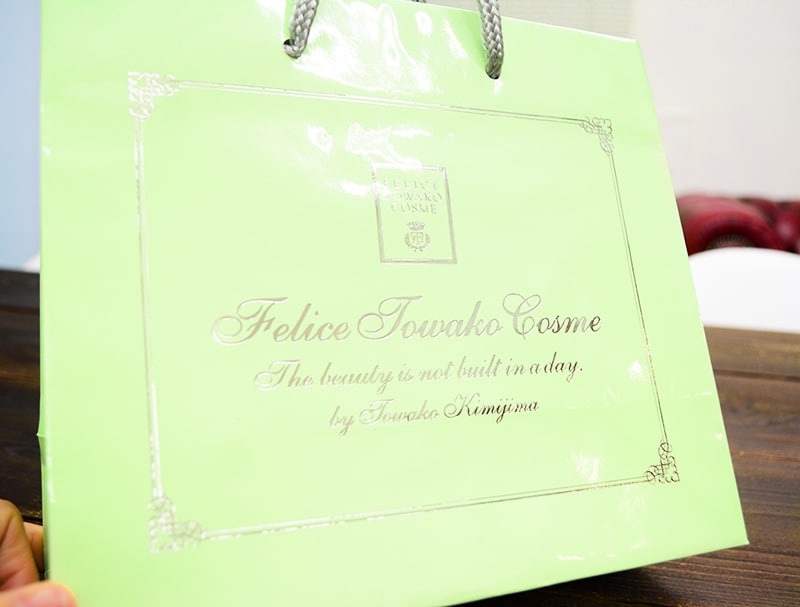 FELICE
TOWAKO
COSME
Felice Towako Cosme
The beauty is not built in a day.
by Towako Kimijima